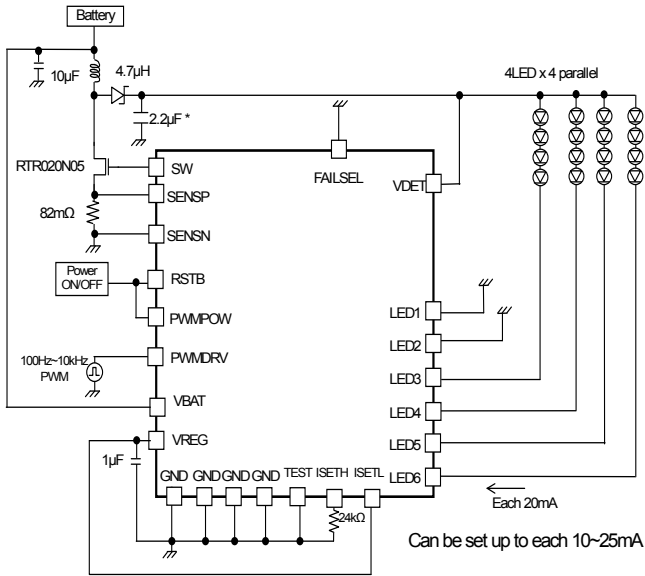 Battery
10µF
4.7µH
4LED x 4 parallel
2.2µF *
RTR020N05
SW
FAILSEL
SENSP
VDET
82mΩ
SENSN
Power
ON/OFF
RSTB
PWMPOW
LED1
LED2
100Hz~10kHz
PWM
PWMDRV
LED3
VBAT
LED4
VREG
LED5
1µF
GND GND GND GND TEST ISETH ISETL
LED6
24kΩ
Each 20mA
Can be set up to each 10~25mA